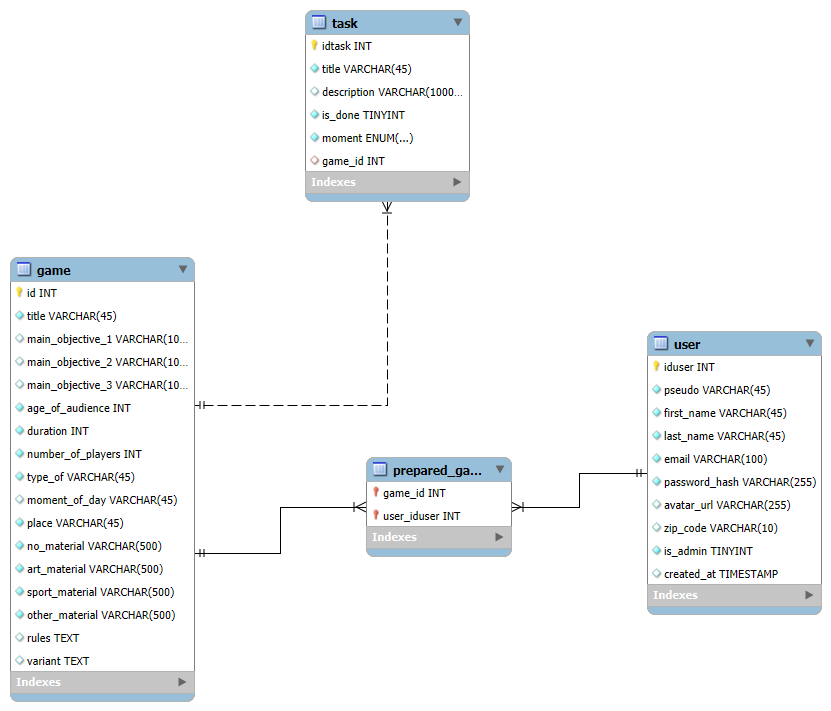 task
idtask INT
title VARCHAR(45)
description VARCHAR(1000...
is_done TINYINT
moment ENUM(...)
game_id INT
Indexes
game
id INT
title VARCHAR(45)
main_objective_1 VARCHAR(10...
main_objective_2 VARCHAR(10...
main_objective_3 VARCHAR(10...
age_of_audience INT
duration INT
number_of_players INT
type_of VARCHAR(45)
moment_of_day VARCHAR(45)
place VARCHAR(45)
no_material VARCHAR(500)
art_material VARCHAR(500)
sport_material VARCHAR(500)
other_material VARCHAR(500)
rules TEXT
variant TEXT
Indexes
prepared_ga...
game_id INT
user_iduser INT
Indexes
user
iduser INT
pseudo VARCHAR(45)
first_name VARCHAR(45)
last_name VARCHAR(45)
email VARCHAR(100)
password_hash VARCHAR(255)
avatar_url VARCHAR(255)
zip_code VARCHAR(10)
is_admin TINYINT
created_at TIMESTAMP
Indexes